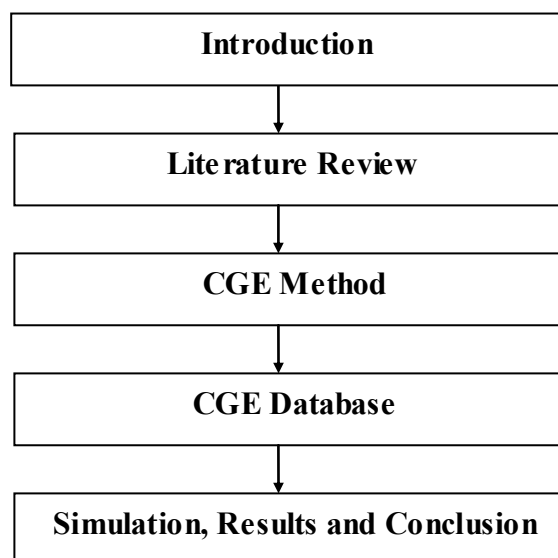 Introduction
Literature Review
CGE Method
CGE Database
Simulation, Results and Conclusion